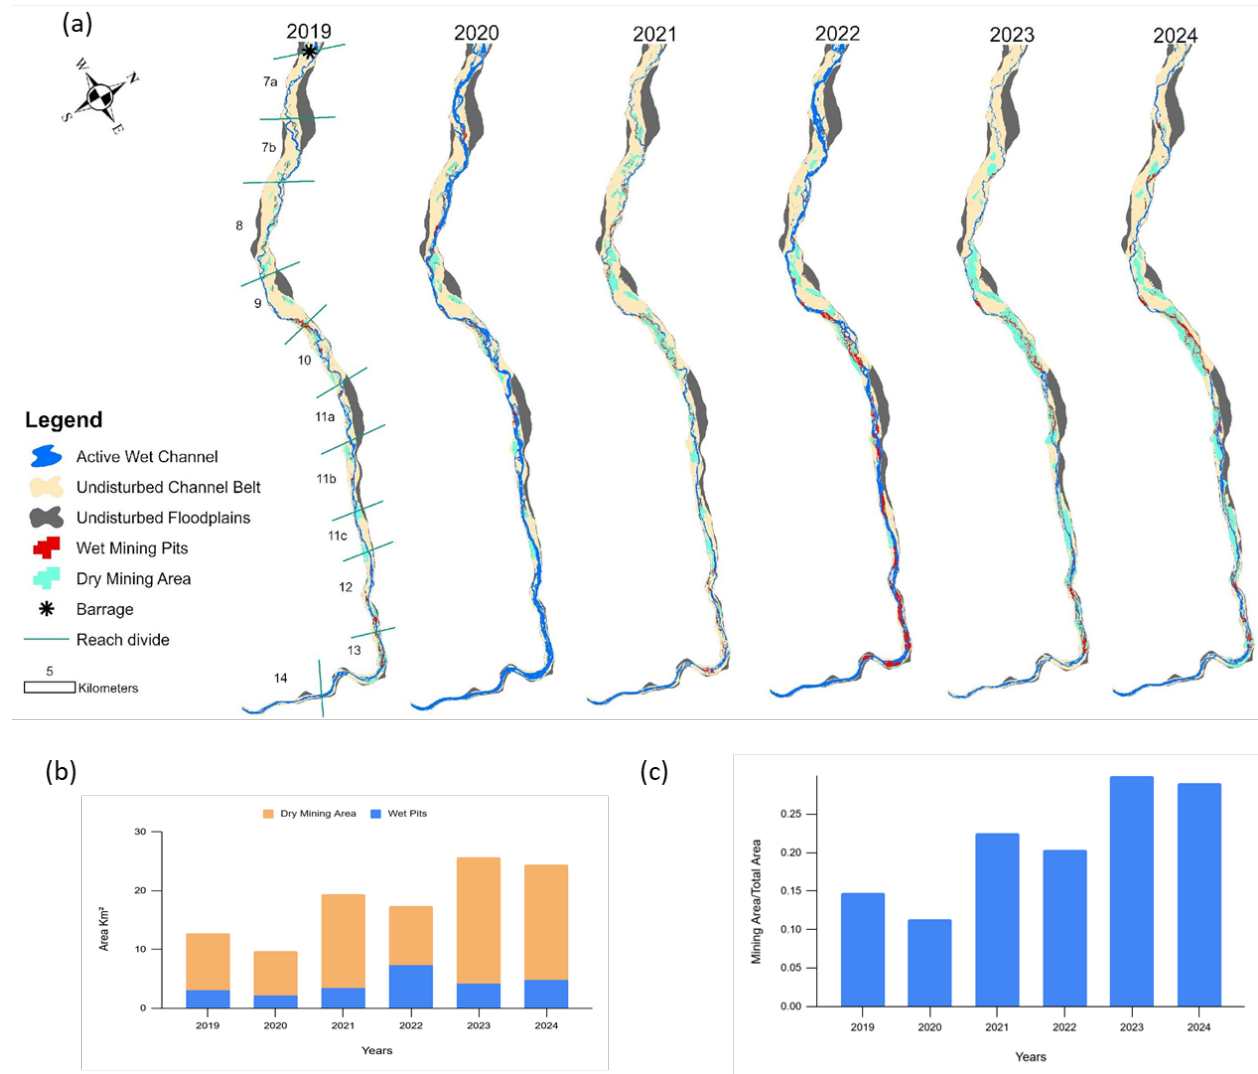 (a)
2019 2020 2021 2022 2023 2024
W N
S E
7a
7b
8
9
10
11a
11b
11c
12
13
14
Legend
Active Wet Channel
Undisturbed Channel Belt
Undisturbed Floodplains
Wet Mining Pits
Dry Mining Area
Barrage
Reach divide
5
Kilometers
(b)
Dry Mining Area Wet Pits
30
20
10
0
Area Km²
2019 2020 2021 2022 2023 2024
Years
(c)
0.25
0.20
0.15
0.10
0.05
0.00
Mining Area/Total Area
2019 2020 2021 2022 2023 2024
Years